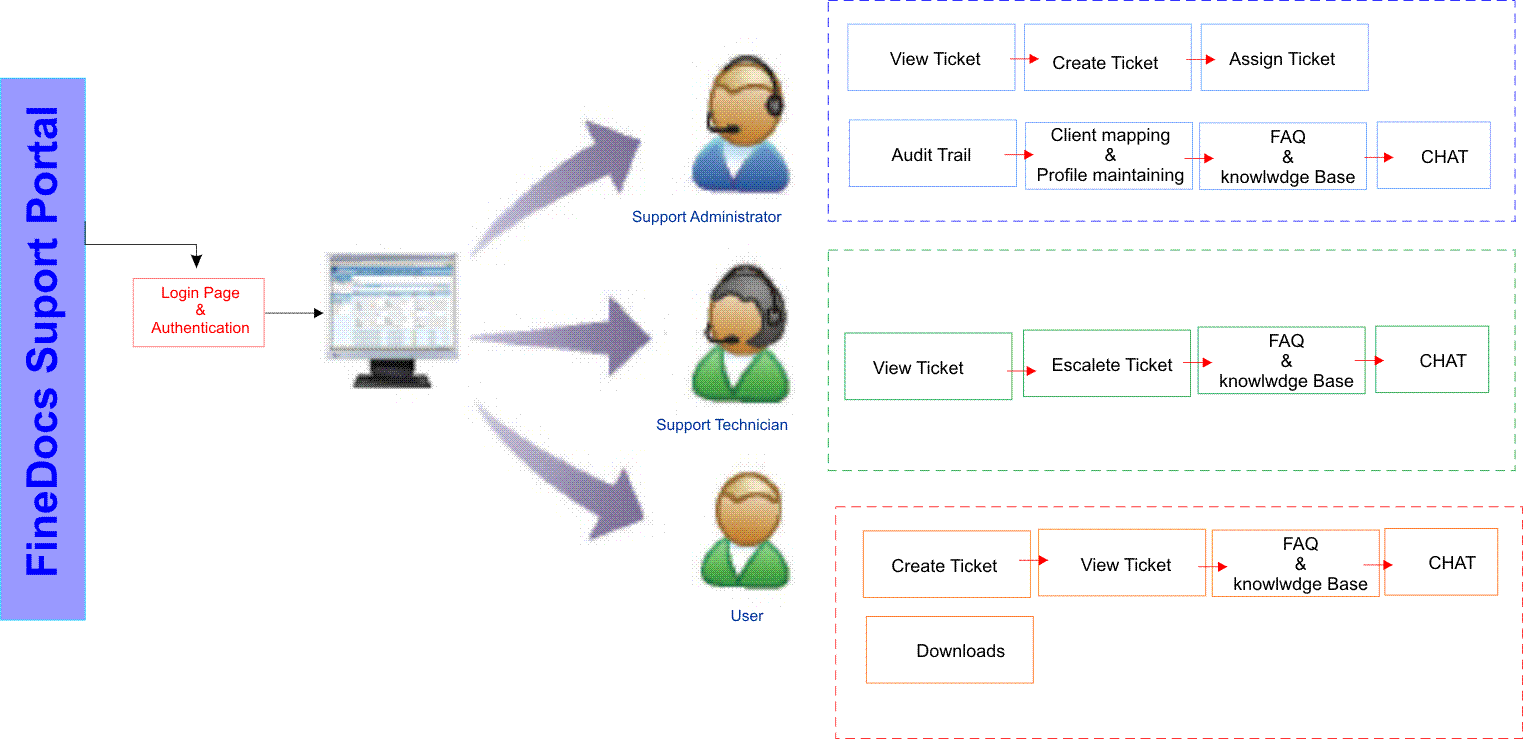 FineDocs Support Portal
Login Page
&
Authentication
Support Administrator
View Ticket
Create Ticket
Assign Ticket
Audit Trail
Client mapping
&
Profile maintaining
FAQ
&
knowlwdge Base
CHAT
Support Technician
View Ticket
Escalete Ticket
FAQ
&
knowlwdge Base
CHAT
User
Create Ticket
View Ticket
FAQ
&
knowlwdge Base
CHAT
Downloads